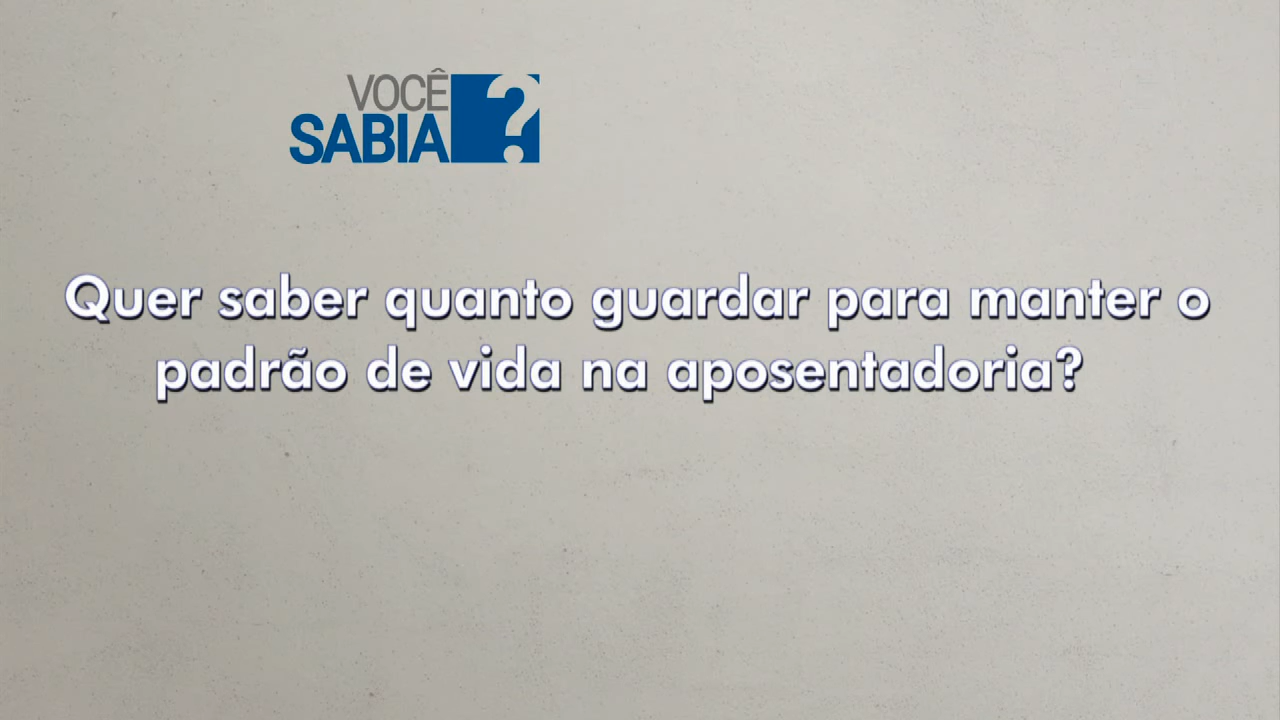 VOCÊ
SABIA?
Quer saber quanto guardar para manter o
padrão de vida na aposentadoria?